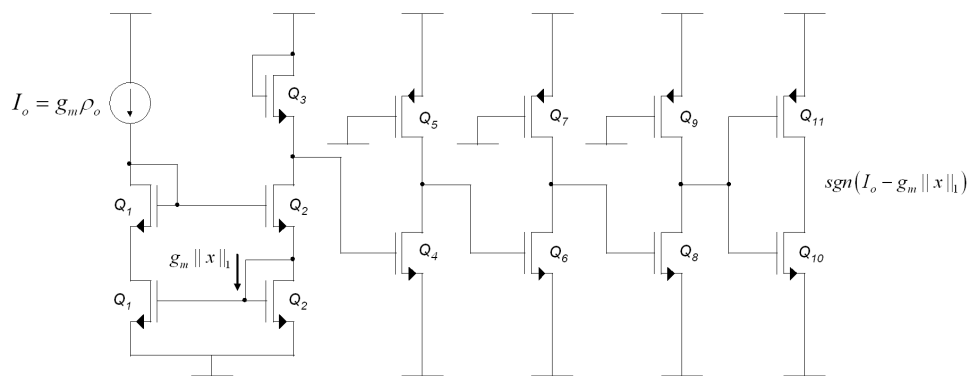 I_o = g_m ρ_o
Q_3
Q_5
Q_7
Q_9
Q_11
Q_1
Q_2
sgn(I_o − g_m || x ||_1)
g_m || x ||_1
Q_4
Q_6
Q_8
Q_10
Q_1
Q_2